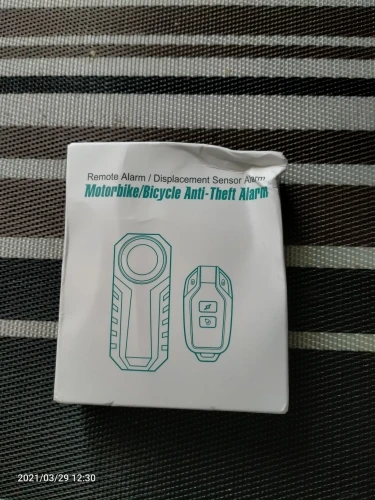 Remote Alarm / Displacement Sensor Alarm
Motorbike/Bicycle Anti-Theft Alarm
2021/03/29 12:30